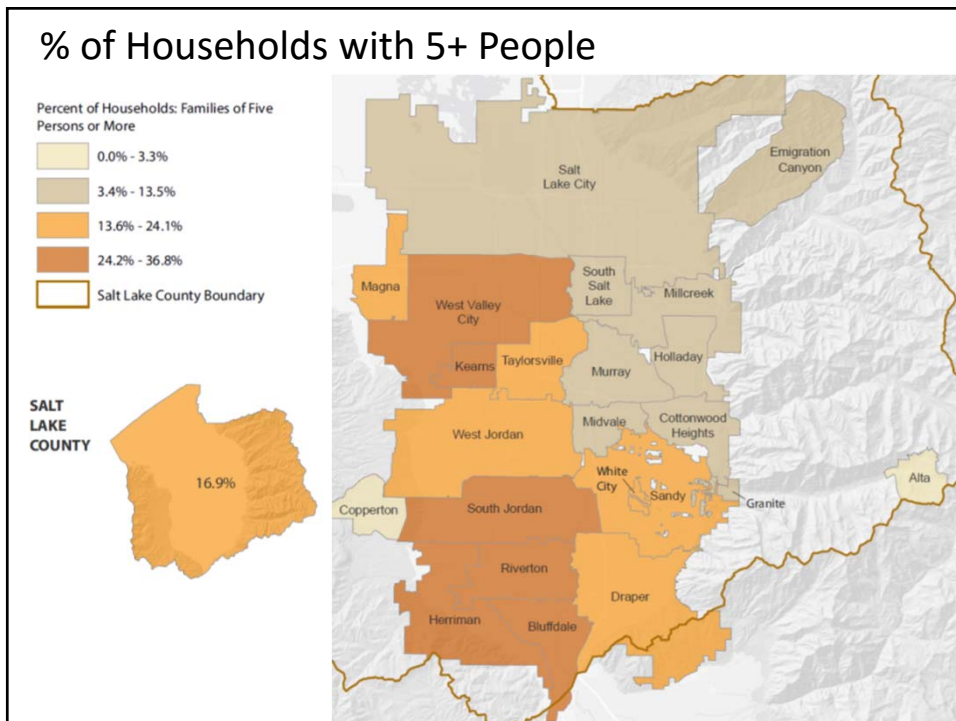 % of Households with 5+ People
Percent of Households: Families of Five
Persons or More
0.0% - 3.3%
3.4% - 13.5%
13.6% - 24.1%
24.2% - 36.8%
Salt Lake County Boundary
SALT
LAKE
COUNTY
16.9%
Emigration
Canyon
Salt
Lake City
Magna
South
Salt
Lake
Millcreek
West Valley
City
Holladay
Kearns
Taylorsville
Murray
Midvale
Cottonwood
Heights
West Jordan
White
City
Sandy
Granite
Alta
Copperton
South Jordan
Riverton
Draper
Herriman
Bluffdale